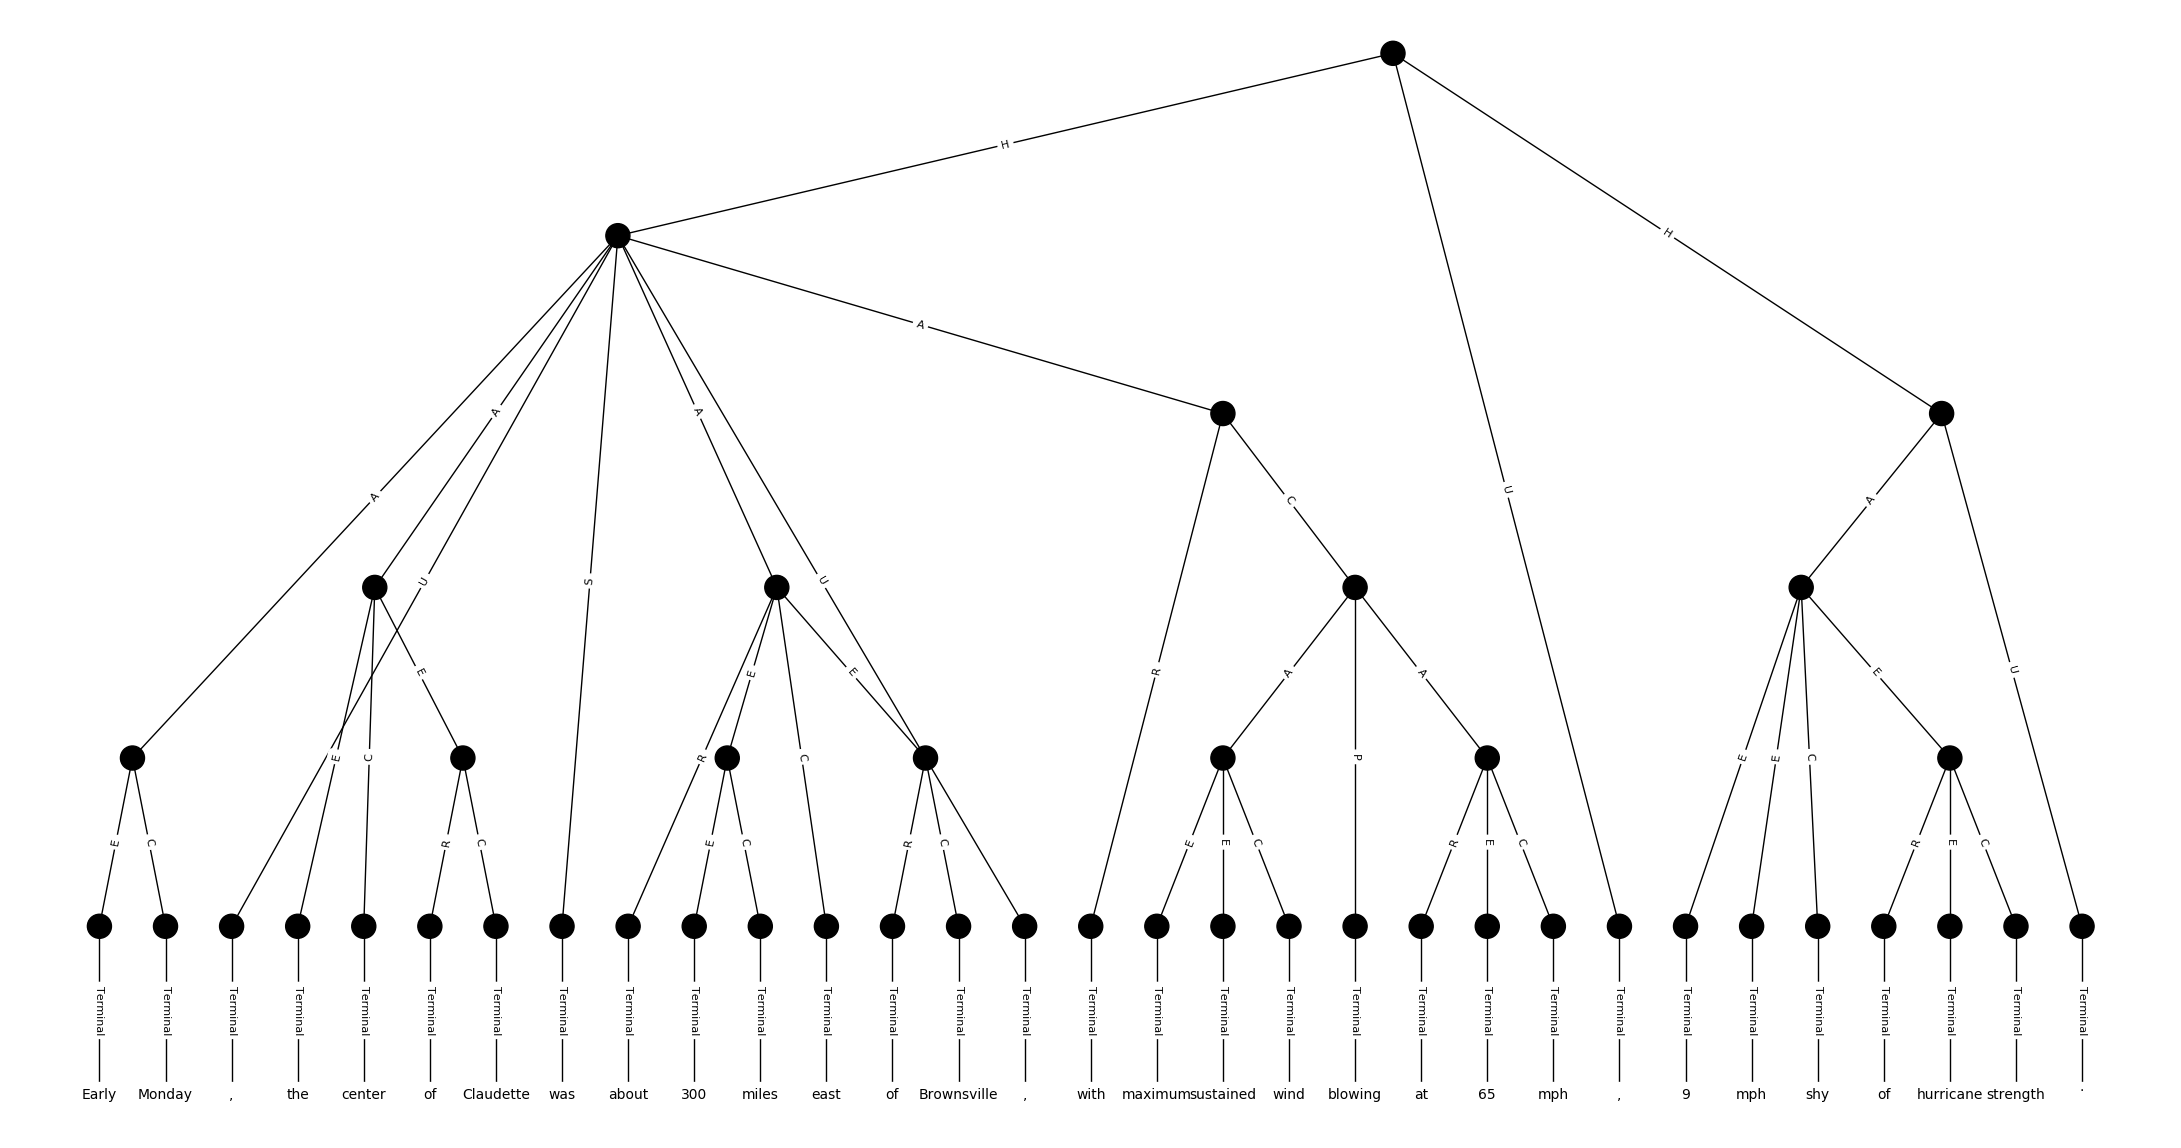 H
H
A
A
A
A
C
U
A
U
S
U
E
R
E
E
R
A
A
A
E
U
E
C
R
C
P
E
E
C
E
C
R
C
E
C
R
C
E
E
C
R
E
C
R
E
C
Terminal Terminal Terminal Terminal Terminal Terminal Terminal Terminal Terminal Terminal Terminal Terminal Terminal Terminal Terminal Terminal Terminal Terminal Terminal Terminal Terminal Terminal Terminal Terminal Terminal Terminal Terminal Terminal Terminal Terminal Terminal
Early Monday , the center of Claudette was about 300 miles east of Brownsville , with maximum sustained wind blowing at 65 mph , 9 mph shy of hurricane strength .